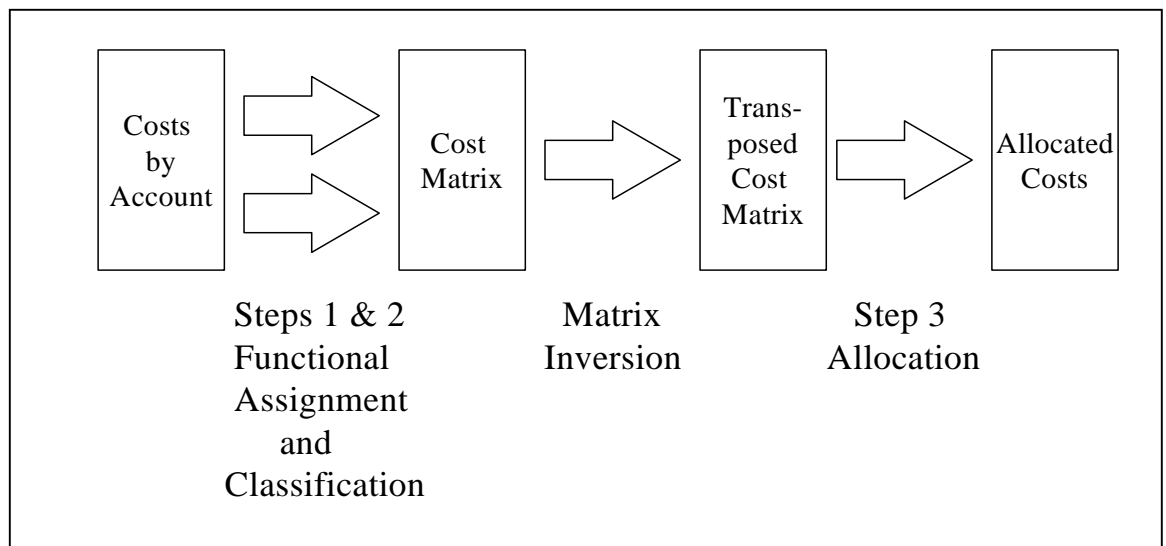 Costs
by
Account
Cost
Matrix
Trans-
posed
Cost
Matrix
Allocated
Costs
Steps 1 & 2
Functional
Assignment
and
Classification
Matrix
Inversion
Step 3
Allocation